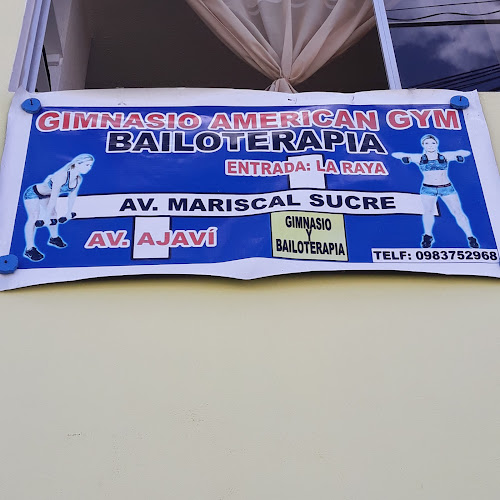 GIMNASIO AMERICAN GYM
BAILOTERAPIA
ENTRADA: LA RAYA
AV. MARISCAL SUCRE
AV. AJAVÍ
GIMNASIO
Y
BAILOTERAPIA
TELF: 0983752968